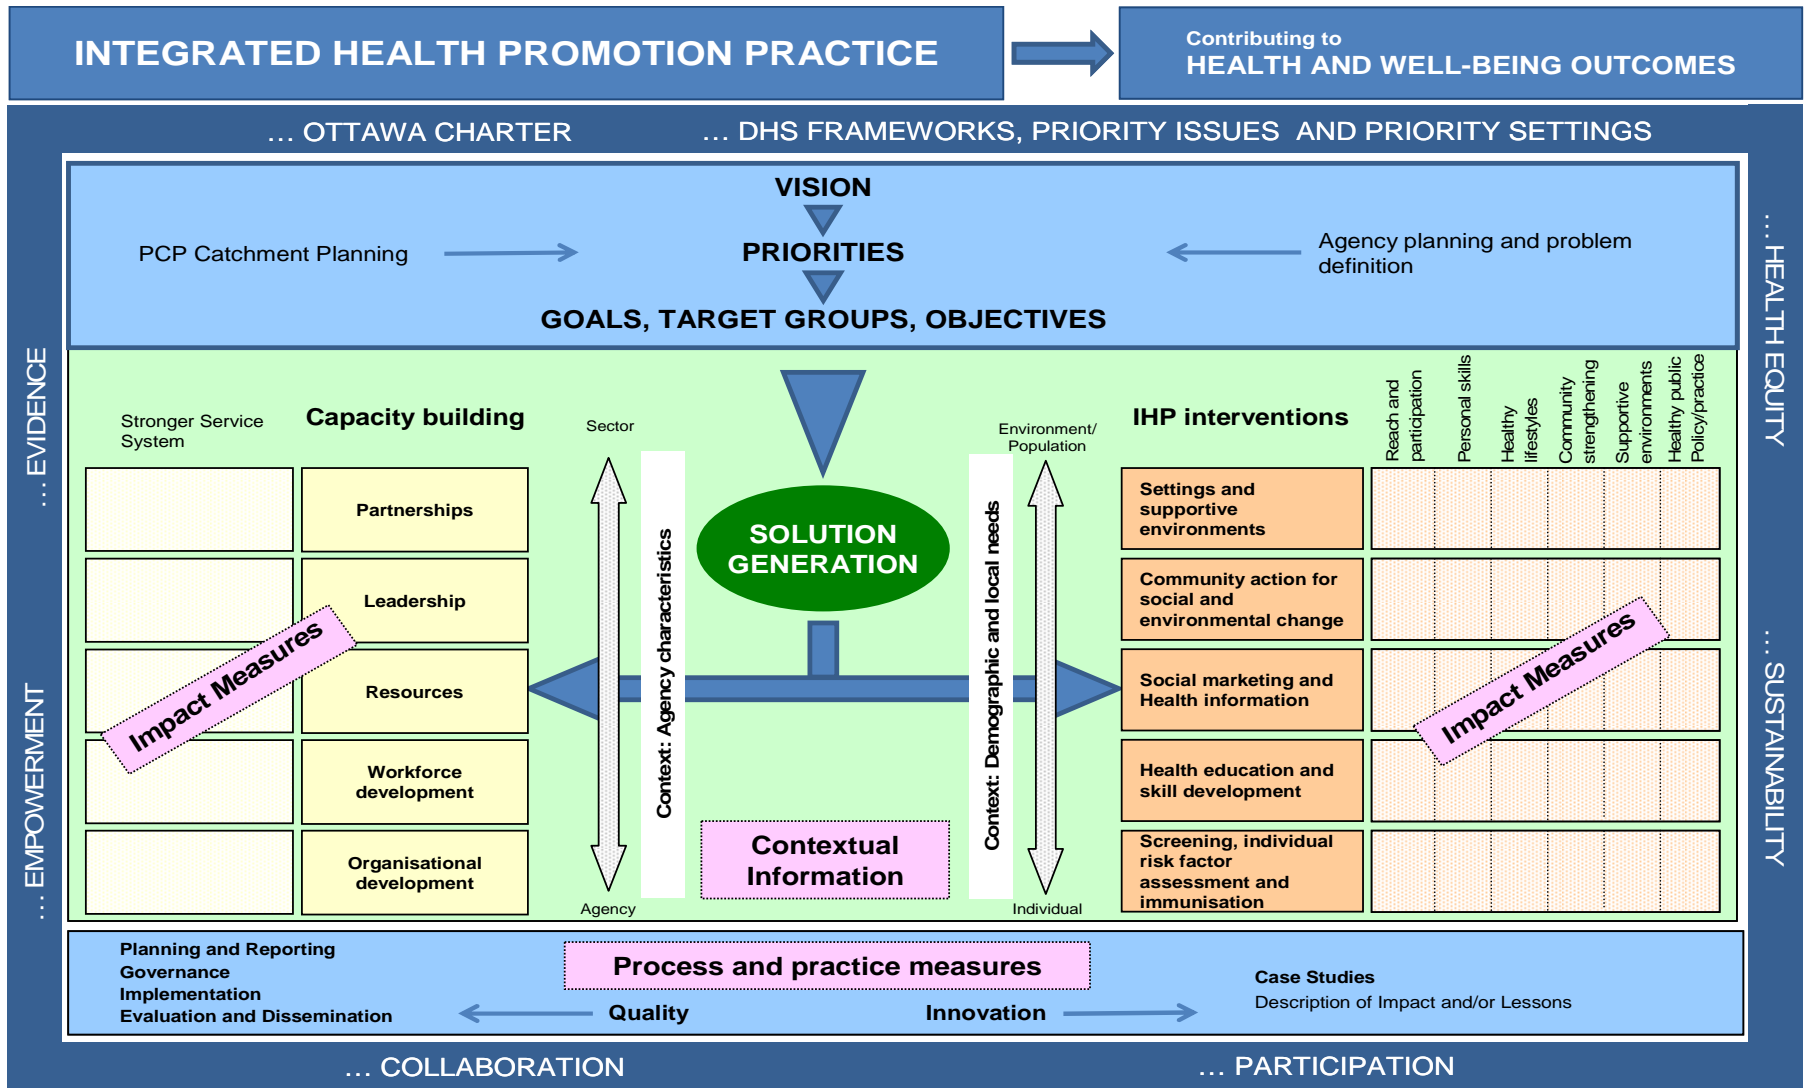 INTEGRATED HEALTH PROMOTION PRACTICE
Contributing to
HEALTH AND WELL-BEING OUTCOMES
... OTTAWA CHARTER
... DHS FRAMEWORKS, PRIORITY ISSUES AND PRIORITY SETTINGS
VISION
PCP Catchment Planning
PRIORITIES
Agency planning and problem
definition
GOALS, TARGET GROUPS, OBJECTIVES
... EVIDENCE
... EMPOWERMENT
... HEALTH EQUITY
... SUSTAINABILITY
Stronger Service
System
Capacity building
Partnerships
Leadership
Resources
Workforce
development
Organisational
development
Impact Measures
Sector
Agency
Context: Agency characteristics
SOLUTION
GENERATION
Contextual
Information
Context: Demographic and local needs
Environment/
Population
Individual
IHP interventions
Settings and
supportive
environments
Community action for
social and
environmental change
Social marketing and
Health information
Health education and
skill development
Screening, individual
risk factor
assessment and
immunisation
Reach and
participation
Personal skills
Healthy
lifestyles
Community
strengthening
Supportive
environments
Healthy public
Policy/practice
Impact Measures
Planning and Reporting
Governance
Implementation
Evaluation and Dissemination
Process and practice measures
Quality
Innovation
Case Studies
Description of Impact and/or Lessons
... COLLABORATION
... PARTICIPATION